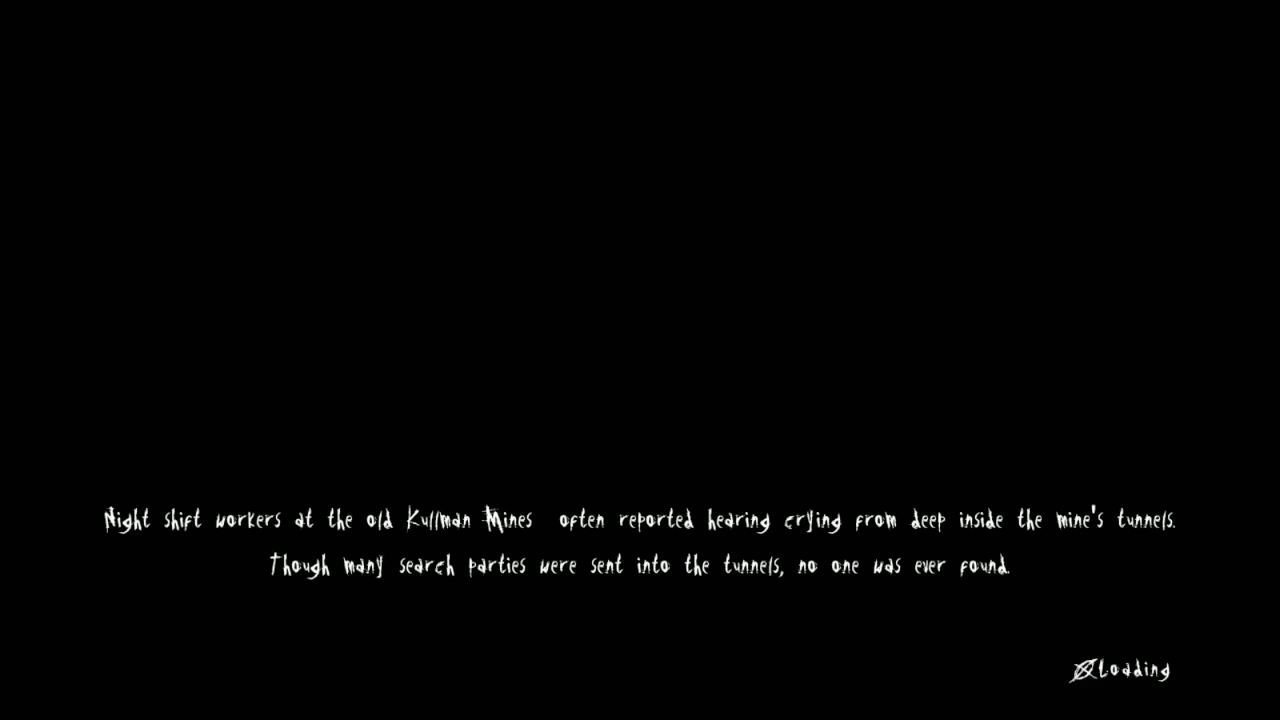 Night shift workers at the old Kullman Mines often reported hearing crying from deep inside the mine's tunnels.
Though many search parties were sent into the tunnels, no one was ever found.
Loading